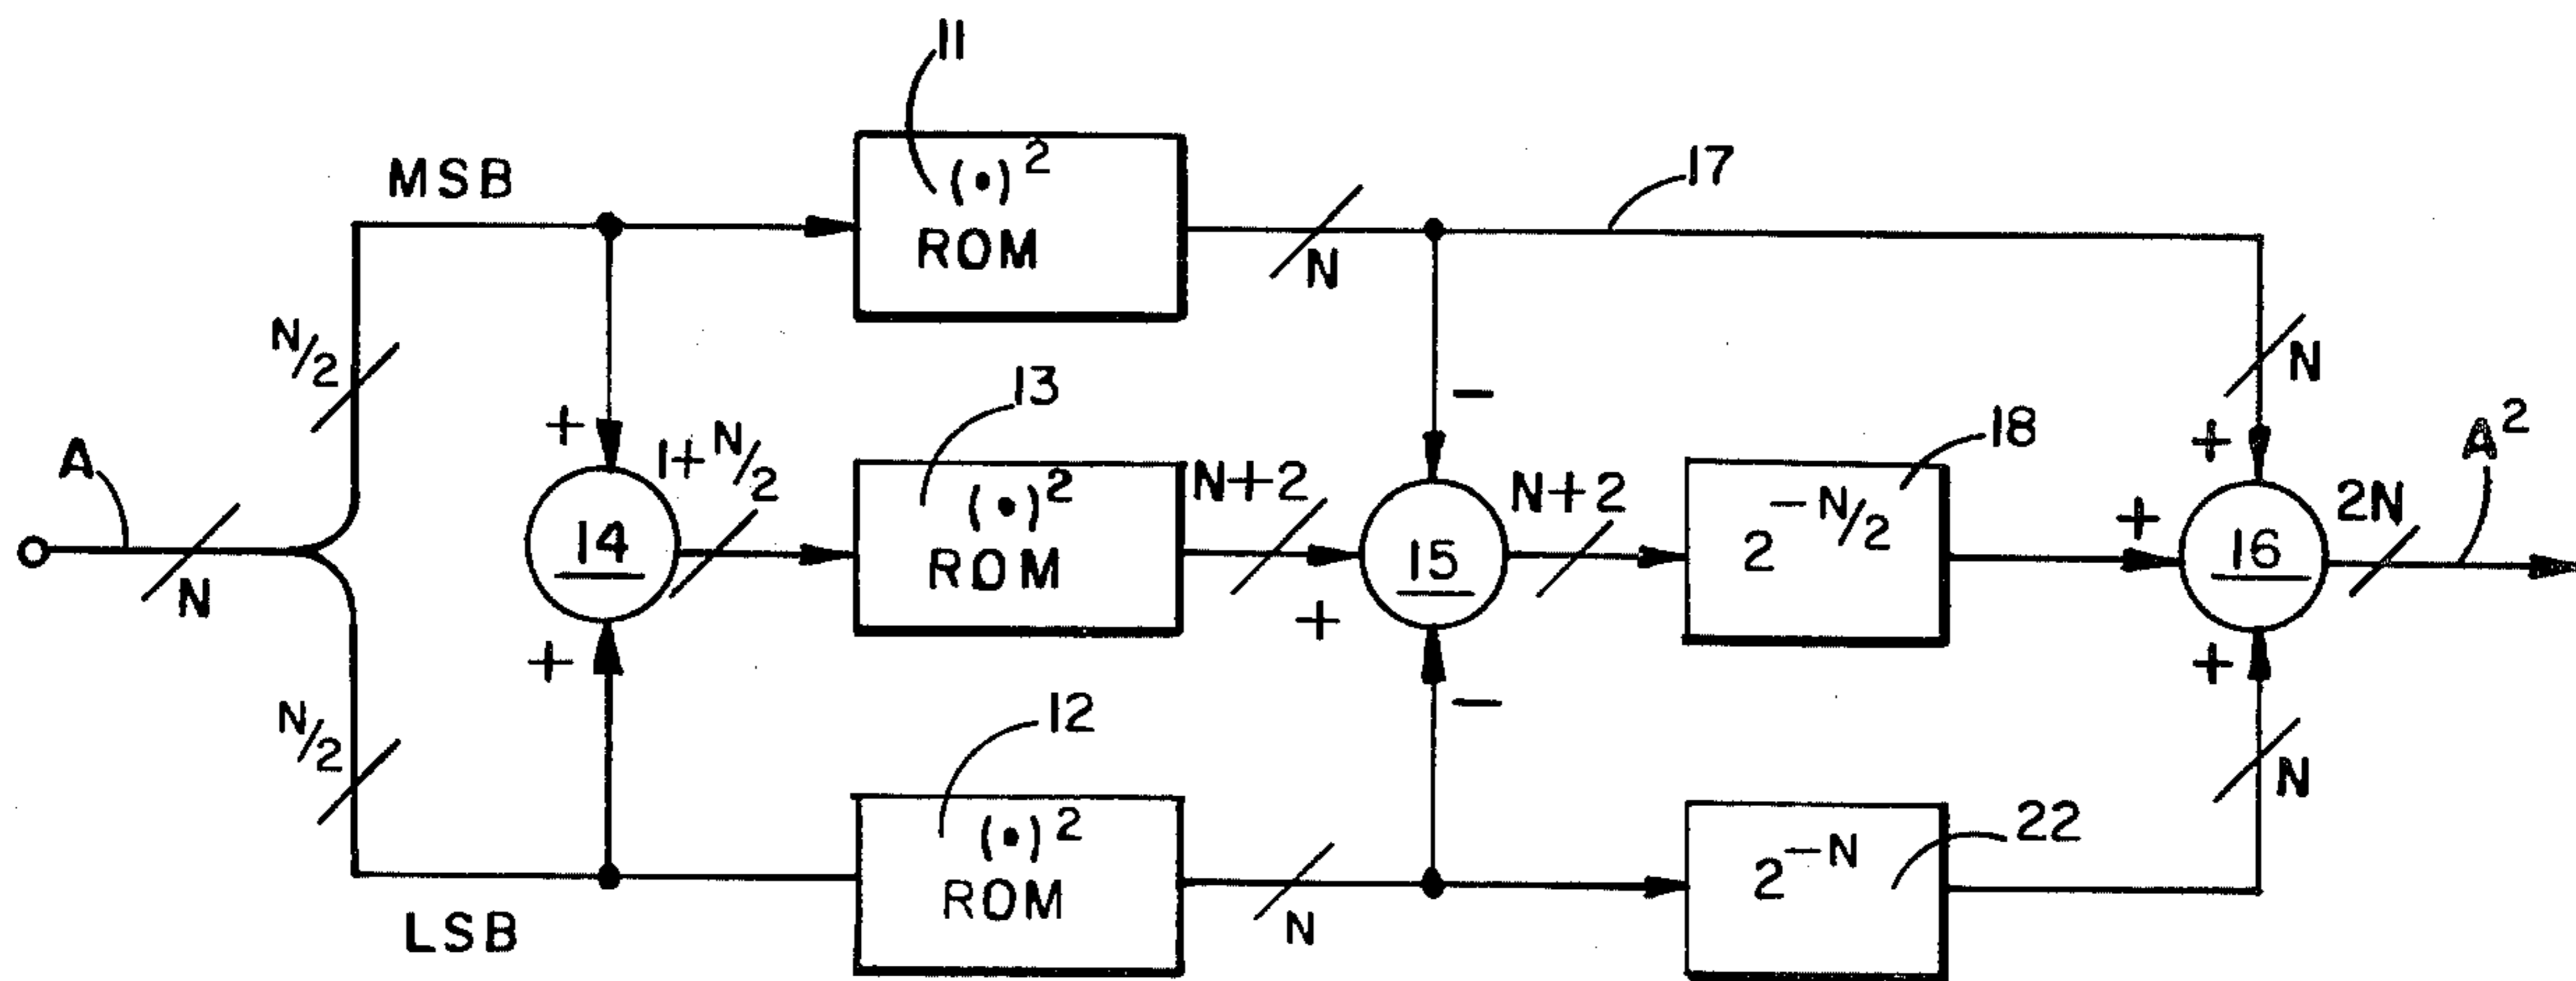 11
(•)²
ROM
MSB
17
N
N/2
N
13
(•)²
ROM
18
2^{-N/2}
A
N
+
14
1+N/2
+
N+2
-
+
15
-
N+2
+
+
16
+
2N
A²
N/2
12
(•)²
ROM
N
22
2^{-N}
N
LSB